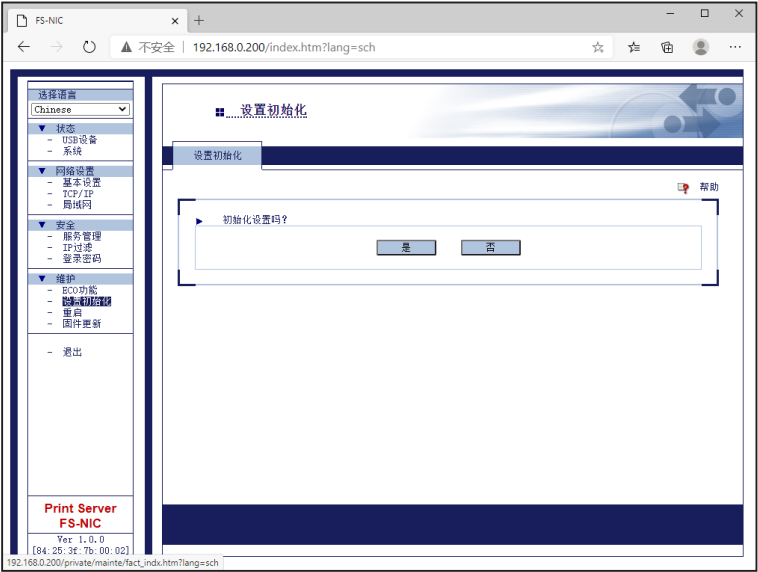 FS-NIC
不安全 | 192.168.0.200/index.htm?lang=sch
选择语言
Chinese
▼ 状态
- USB设备
- 系统
▼ 网络设置
- 基本设置
- TCP/IP
- 局域网
▼ 安全
- 服务管理
- IP过滤
- 登录密码
▼ 维护
- ECO功能
- 设置初始化
- 重启
- 固件更新
- 退出
Print Server
FS-NIC
Ver 1.0.0
[84:25:3f:7b:00:02]
设置初始化
设置初始化
帮助
初始化设置吗?
是 否
192.168.0.200/private/mainte/fact_indx.htm?lang=sch